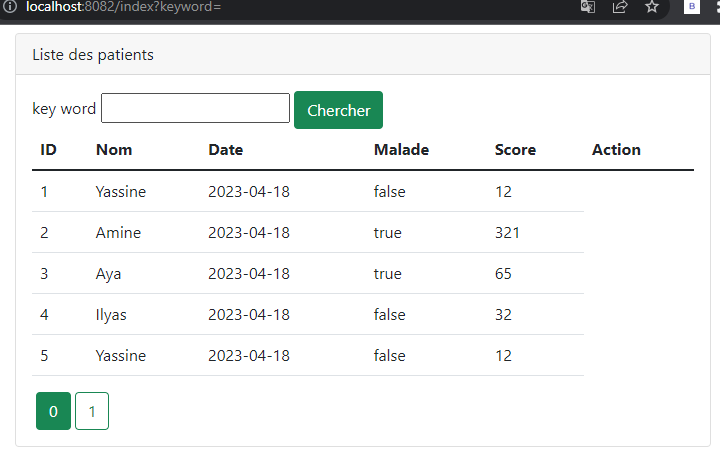 localhost:8082/index?keyword=
B
Liste des patients
key word Chercher
ID Nom Date Malade Score Action
1 Yassine 2023-04-18 false 12
2 Amine 2023-04-18 true 321
3 Aya 2023-04-18 true 65
4 Ilyas 2023-04-18 false 32
5 Yassine 2023-04-18 false 12
0 1